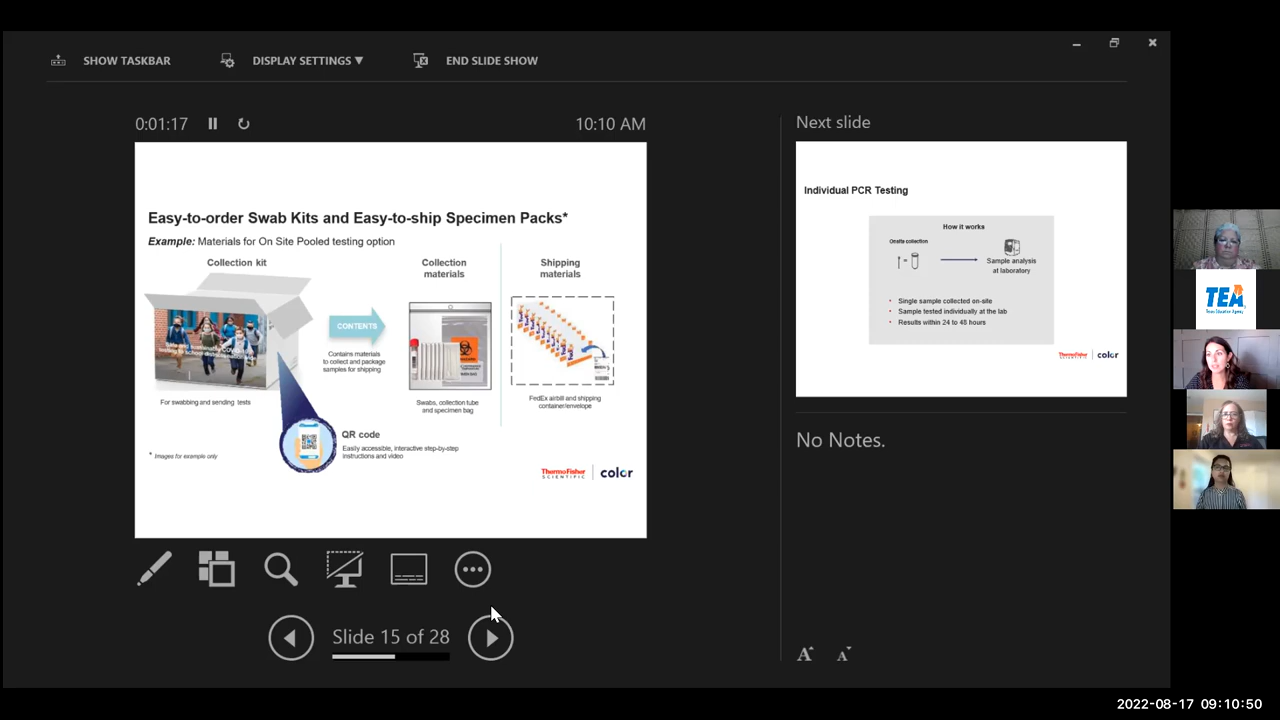 SHOW TASKBAR
DISPLAY SETTINGS ▼
END SLIDE SHOW
0:01:17
10:10 AM
Easy-to-order Swab Kits and Easy-to-ship Specimen Packs*
Example: Materials for On Site Pooled testing option
Collection kit
Collection
materials
Shipping
materials
CONTENTS
Contains materials
to collect and package
samples for shipping
For swabbing and sending tests
Swabs, collection tube
and specimen bag
FedEx airbill and shipping
container/envelope
QR code
Easily accessible, interactive step-by-step
instructions and video
* Images for example only
ThermoFisher
SCIENTIFIC
color
Slide 15 of 28
Next slide
Individual PCR Testing
How it works
Onsite collection
Sample analysis
at laboratory
• Single sample collected on-site
• Sample tested individually at the lab
• Results within 24 to 48 hours
ThermoFisher
SCIENTIFIC
color
No Notes.
A
A
TEA
Texas Education Agency
2022-08-17 09:10:50